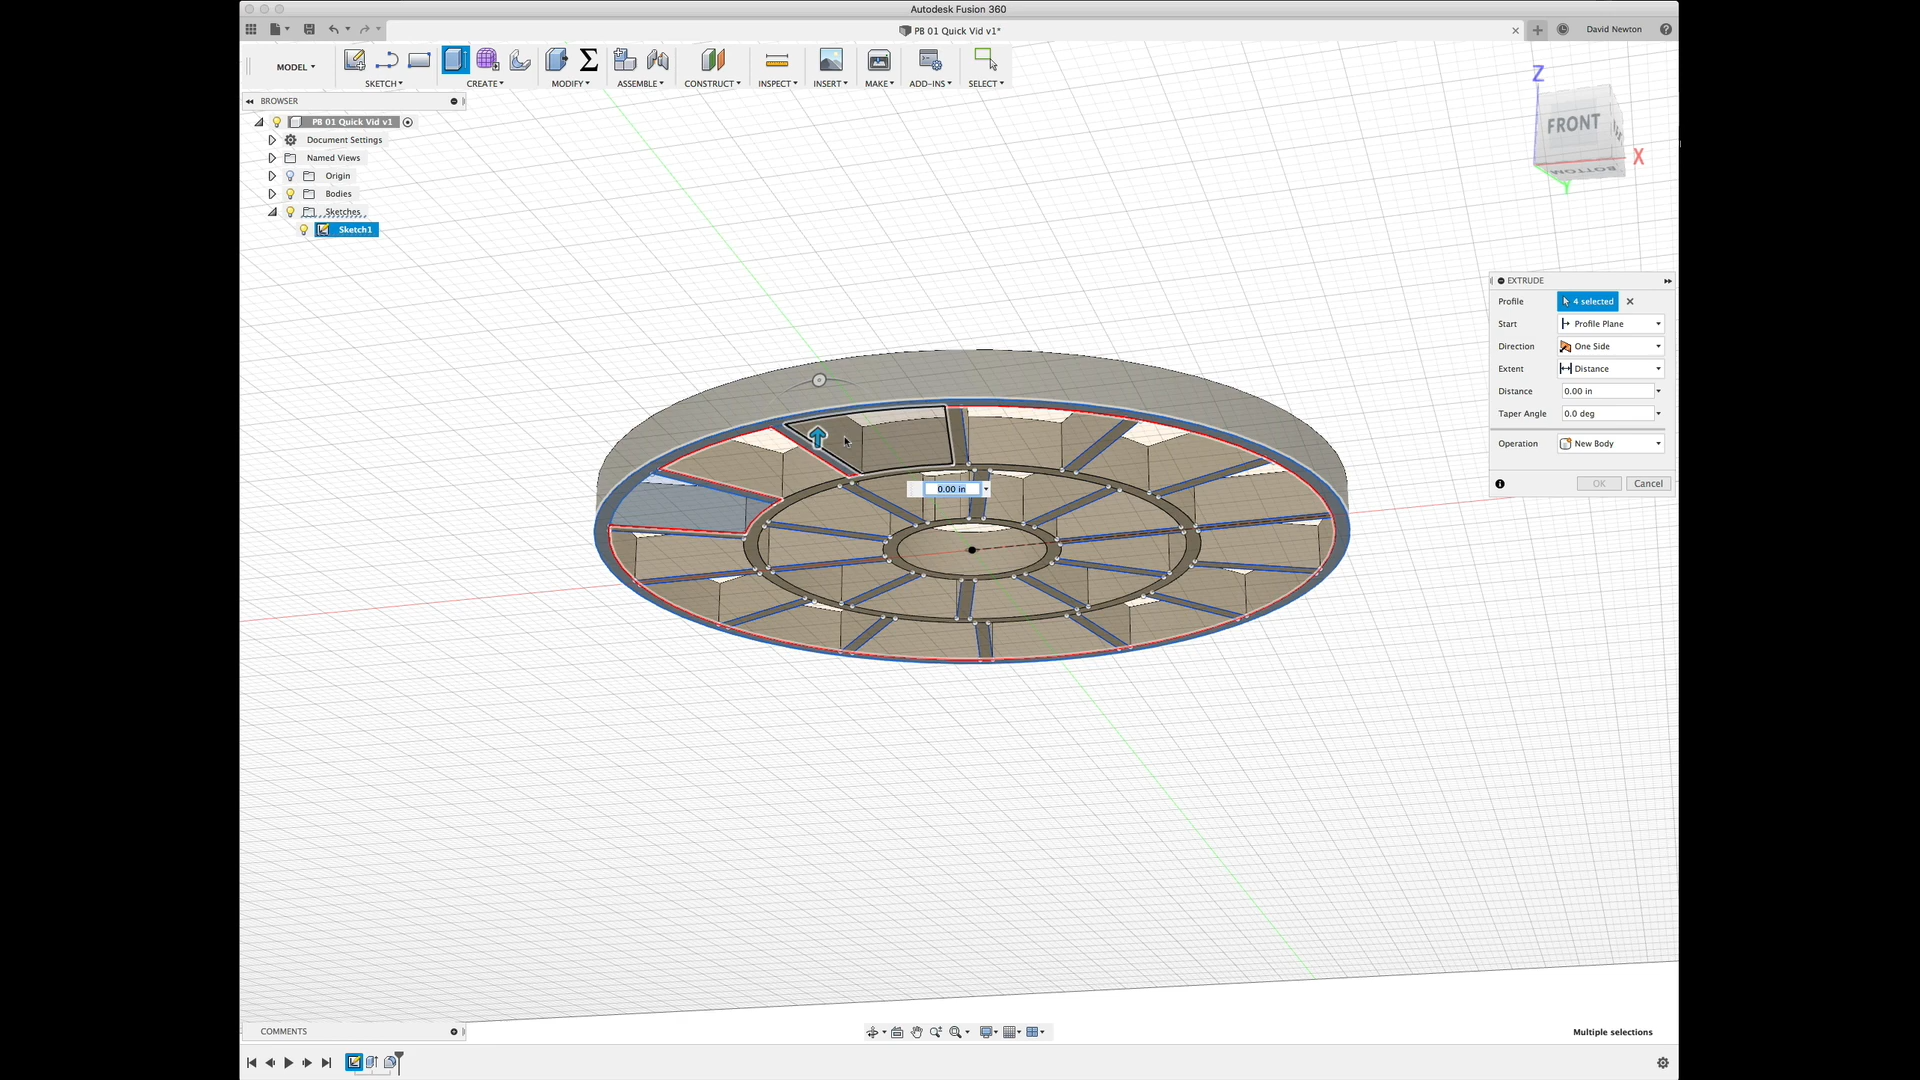 Autodesk Fusion 360
PB 01 Quick Vid v1*
David Newton
MODEL
SKETCH
CREATE
MODIFY
ASSEMBLE
CONSTRUCT
INSPECT
INSERT
MAKE
ADD-INS
SELECT
BROWSER
PB 01 Quick Vid v1
Document Settings
Named Views
Origin
Bodies
Sketches
Sketch1
Z
FRONT
X
BOTTOM
Y
EXTRUDE
Profile 4 selected
Start Profile Plane
Direction One Side
Extent Distance
Distance 0.00 in
Taper Angle 0.0 deg
Operation New Body
OK Cancel
0.00 in
COMMENTS
Multiple selections